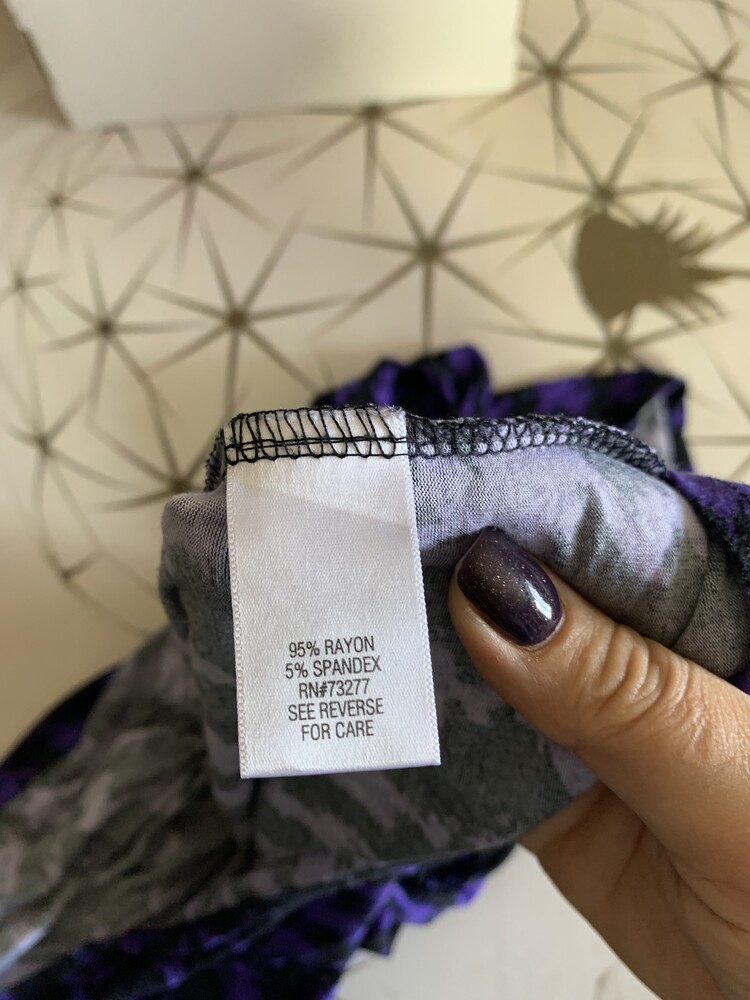 95% RAYON
5% SPANDEX
RN#73277
SEE REVERSE
FOR CARE